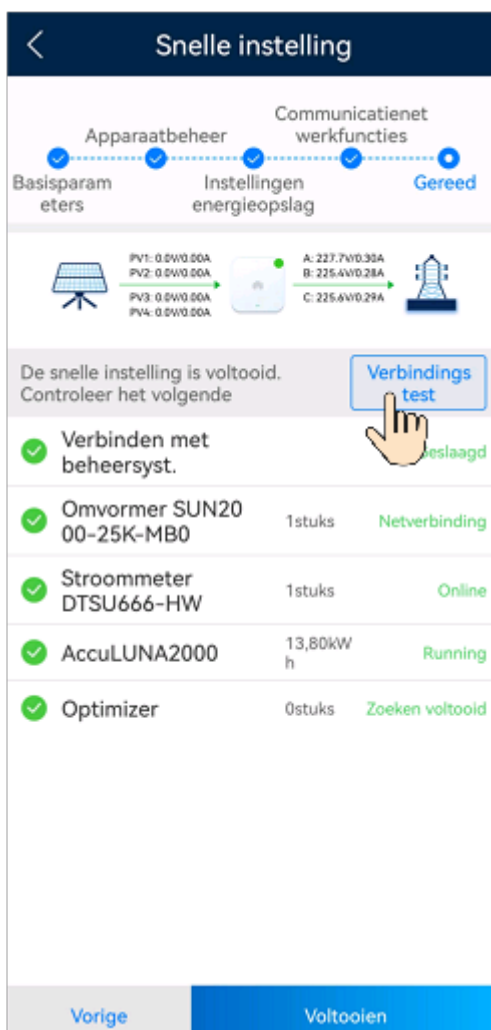 Snelle instelling
Communicatienet
werkfuncties
Apparaatbeheer
Basisparam
eters
Instellingen
energieopslag
Gereed
PV1: 0.0W/0.00A
PV2: 0.0W/0.00A
PV3: 0.0W/0.00A
PV4: 0.0W/0.00A
A: 227.7V/0.30A
B: 225.4V/0.28A
C: 225.6V/0.29A
De snelle instelling is voltooid.
Controleer het volgende
Verbindings
test
Verbinden met
beheersyst.
Omvormer SUN20
00-25K-MB0
1stuks
Netverbinding
Stroommeter
DTSU666-HW
1stuks
Online
AccuLUNA2000
13,80kW
h
Running
Optimizer
0stuks
Zoeken voltooid
Vorige
Voltooien